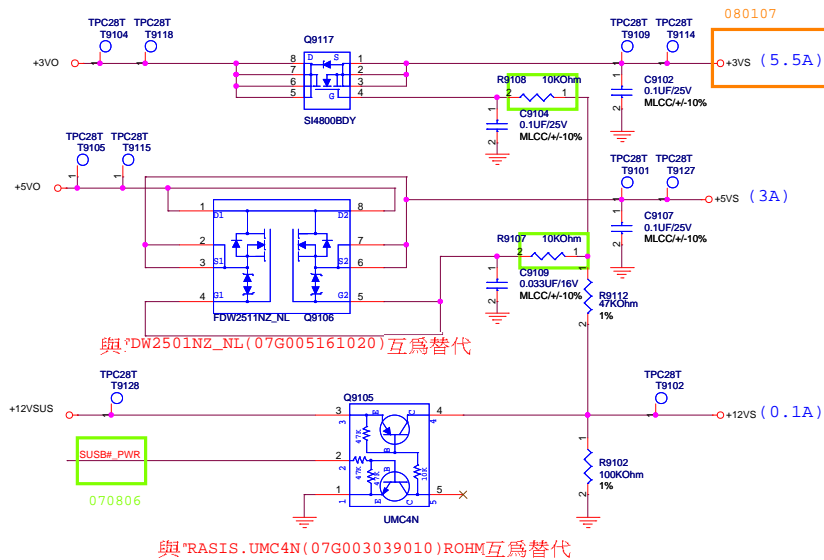 080107
TPC28T
T9104
TPC28T
T9118
Q9117
TPC28T
T9109
TPC28T
T9114
+3VO
8 D S 1
7 2
6 3
5 G 4
SI4800BDY
R9108 10KOhm
2 1
+3VS (5.5A)
C9102
0.1UF/25V
MLCC/+/-10%
C9104
0.1UF/25V
MLCC/+/-10%
TPC28T
T9105
TPC28T
T9115
TPC28T
T9101
TPC28T
T9127
+5VO
+5VS (3A)
1 D1 D2 8
2 7
3 S1 S2 6
4 G1 G2 5
FDW2511NZ_NL Q9106
C9107
0.1UF/25V
MLCC/+/-10%
R9107 10KOhm
2 1
C9109
0.033UF/16V
MLCC/+/-10%
R9112
47KOhm
1%
與"DW2501NZ_NL(07G005161020)互爲替代
TPC28T
T9128
Q9105
TPC28T
T9102
+12VSUS
3 E C 4
+12VS (0.1A)
47K
B
SUSB#_PWR
2
47K
47K
10K
B
1 E C 5
070806
UMC4N
R9102
100KOhm
1%
與"RASIS.UMC4N(07G003039010)ROHM互爲替代